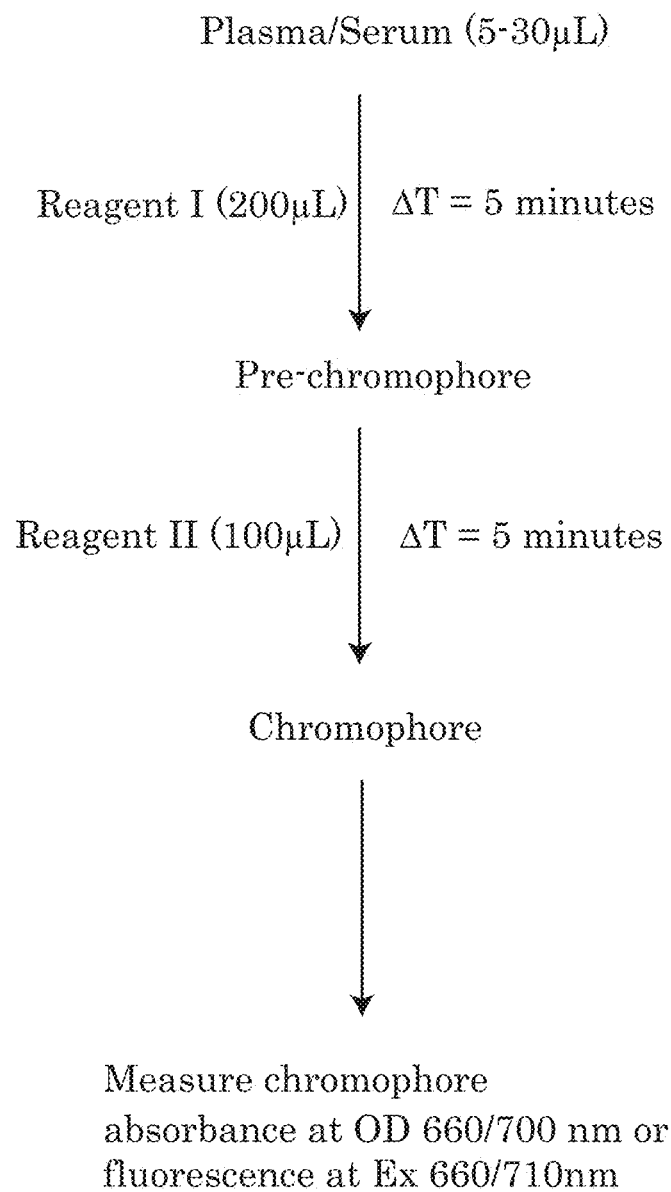 Plasma/Serum (5-30μL)
Reagent I (200μL) ΔT = 5 minutes
Pre-chromophore
Reagent II (100μL) ΔT = 5 minutes
Chromophore
Measure chromophore
absorbance at OD 660/700 nm or
fluorescence at Ex 660/710nm